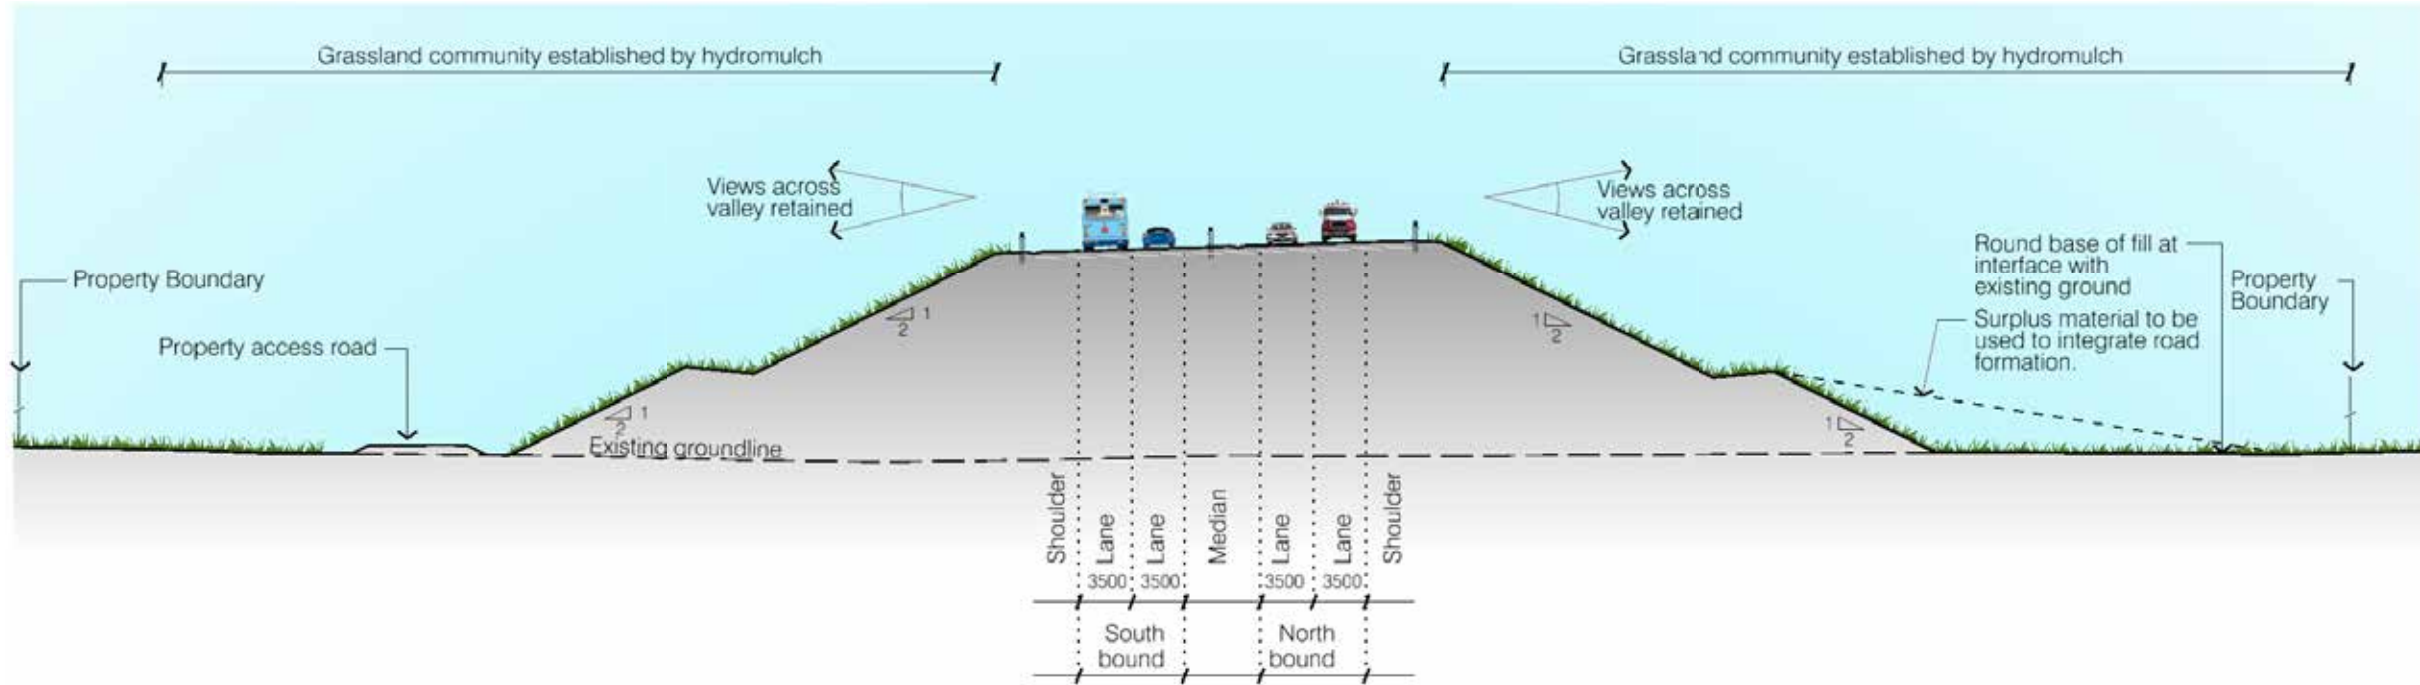 Grassland community established by hydromulch
Grassland community established by hydromulch
Views across
valley retained
Views across
valley retained
Property Boundary
Property access road
Round base of fill at
interface with
existing ground
Surplus material to be
used to integrate road
formation.
Property
Boundary
1
2
1
2
1
2
1
2
Existing groundline
Shoulder
Lane
Lane
Median
Lane
Lane
Shoulder
3500
3500
3500
3500
South
bound
North
bound